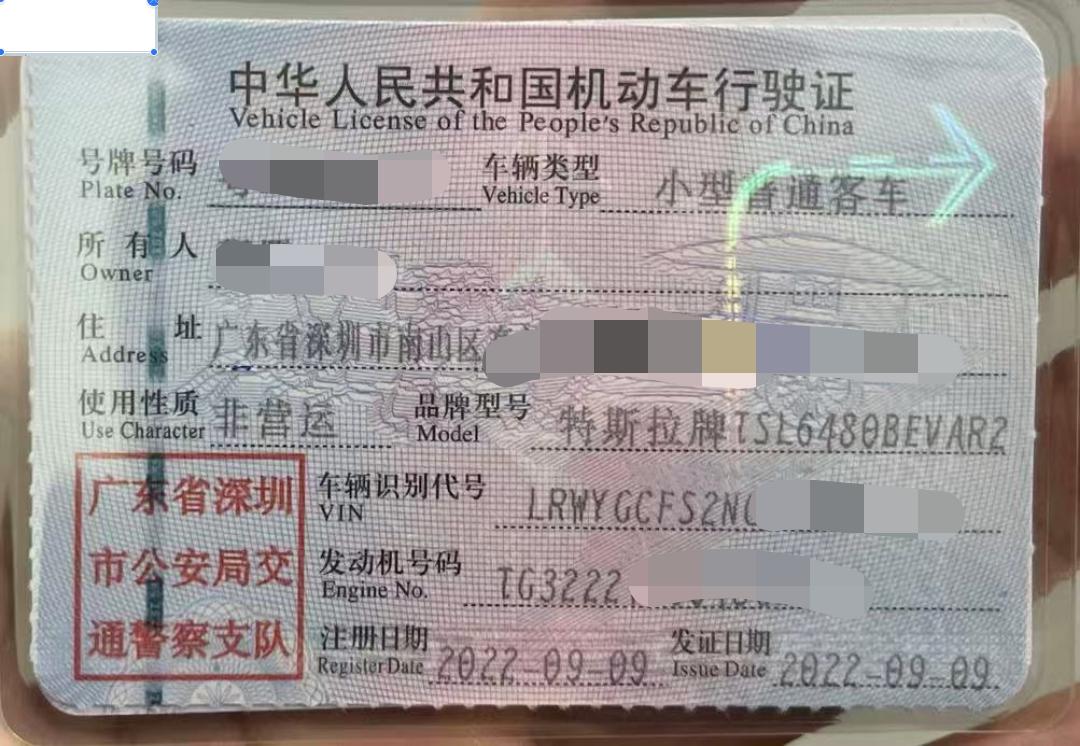 中华人民共和国机动车行驶证
Vehicle License of the People's Republic of China
号牌号码
Plate No.
车辆类型 小型普通客车
Vehicle Type
所有人
Owner
住址 广东省深圳市南山区
Address
使用性质 非营运
Use Character
品牌型号 特斯拉牌TSL6480BEVAR2
Model
广东省深圳
市公安局交
通警察支队
车辆识别代号 LRWYGCFS2N
VIN
发动机号码 TG3222
Engine No.
注册日期 2022-09-09
Register Date
发证日期 2022-09-09
Issue Date